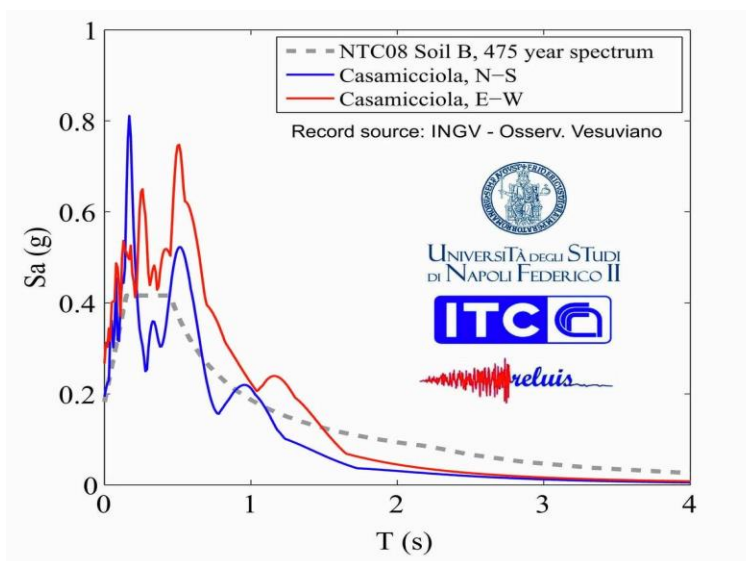 1
0.8
0.6
0.4
0.2
0
Sa (g)
NTC08 Soil B, 475 year spectrum
Casamicciola, N-S
Casamicciola, E-W
Record source: INGV - Osserv. Vesuviano
UNIVERSITÀ DEGLI STUDI
DI NAPOLI FEDERICO II
ITC
reluis
0 1 2 3 4
T (s)